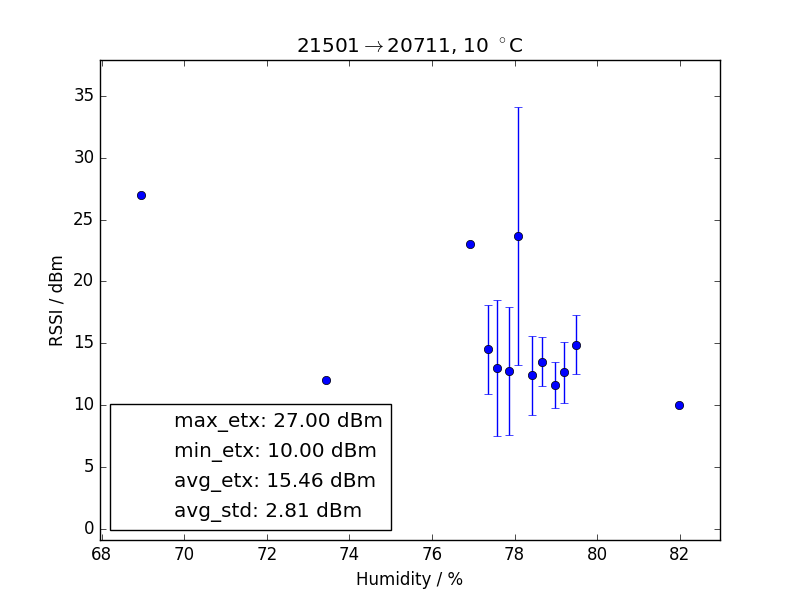 21501→20711, 10 °C
35
30
25
20
15
10
5
0
RSSI / dBm
max_etx: 27.00 dBm
min_etx: 10.00 dBm
avg_etx: 15.46 dBm
avg_std: 2.81 dBm
68 70 72 74 76 78 80 82
Humidity / %